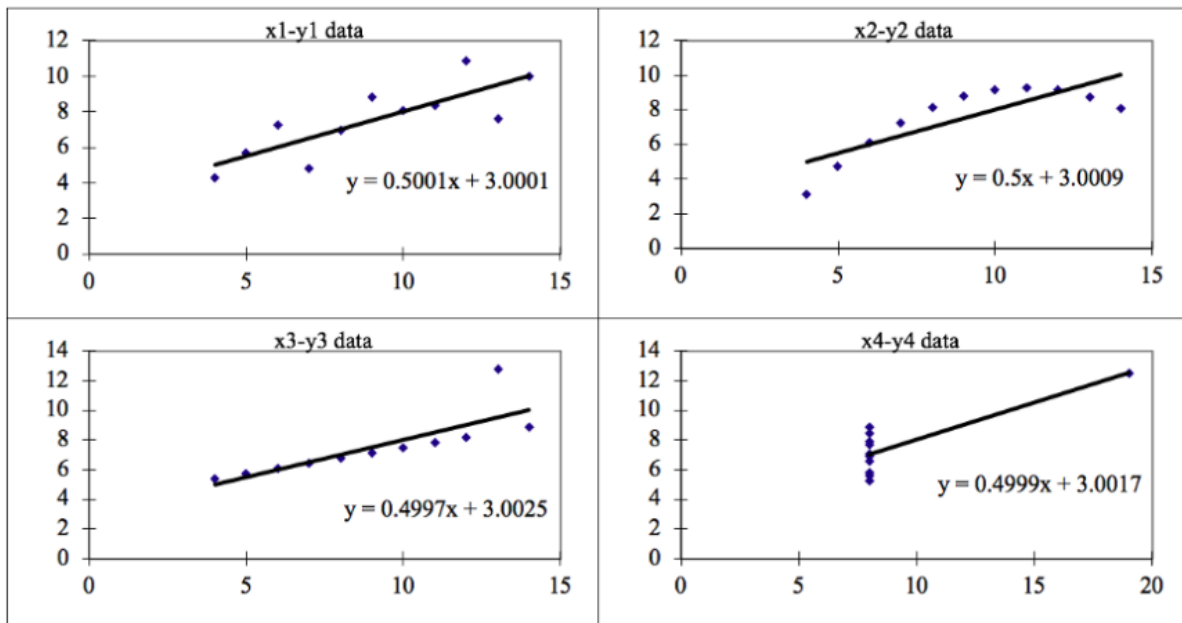 x1-y1 data
12
10
8
6
4
2
0
0 5 10 15
y = 0.5001x + 3.0001
x2-y2 data
12
10
8
6
4
2
0
0 5 10 15
y = 0.5x + 3.0009
x3-y3 data
14
12
10
8
6
4
2
0
0 5 10 15
y = 0.4997x + 3.0025
x4-y4 data
14
12
10
8
6
4
2
0
0 5 10 15 20
y = 0.4999x + 3.0017